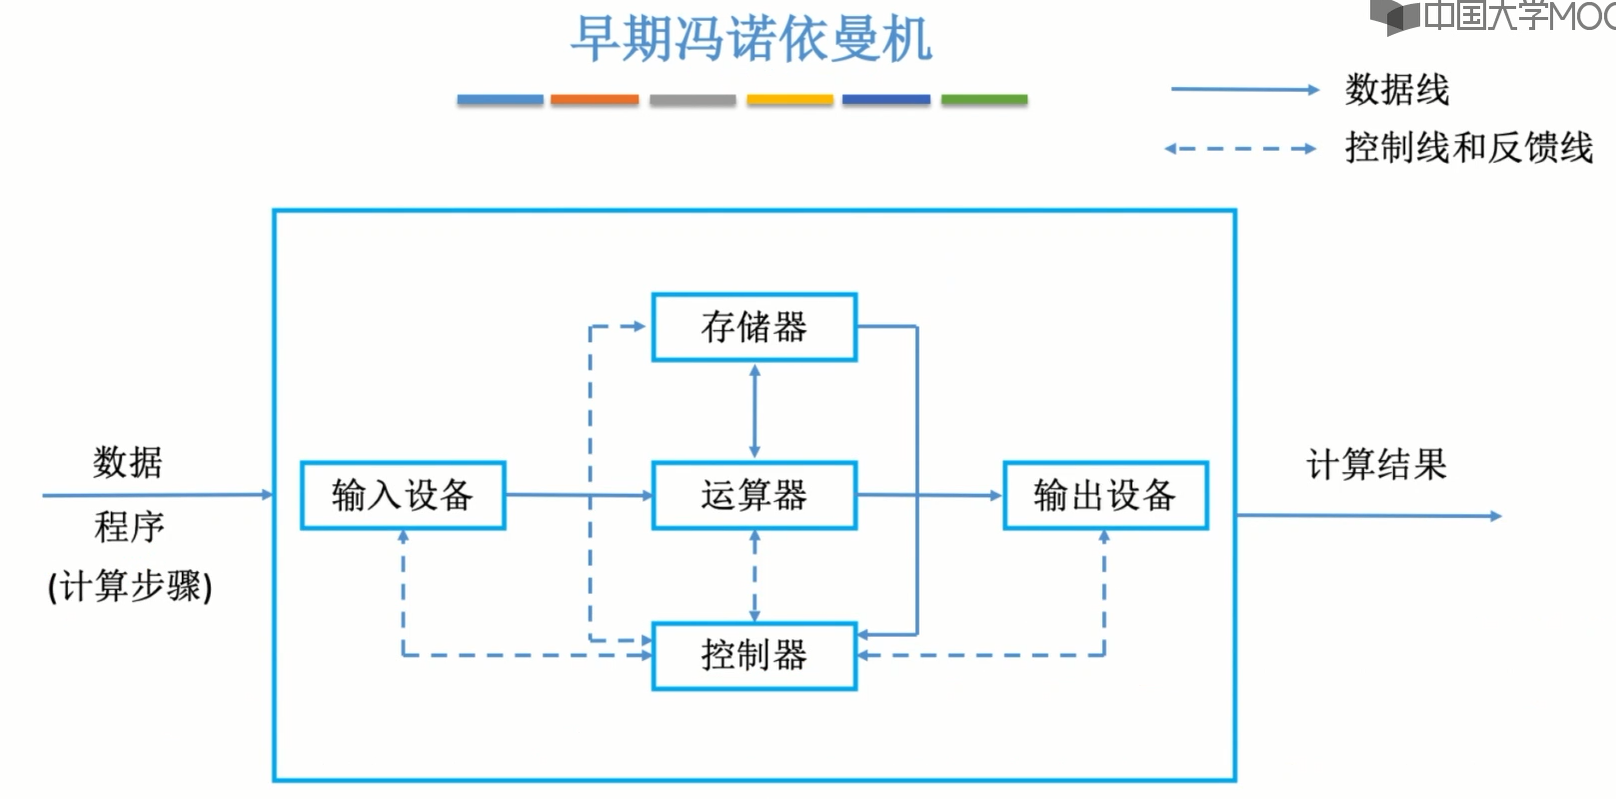 中国大学MOO
早期冯诺依曼机
数据线
控制线和反馈线
存储器
数据
程序
(计算步骤)
输入设备
运算器
输出设备
计算结果
控制器